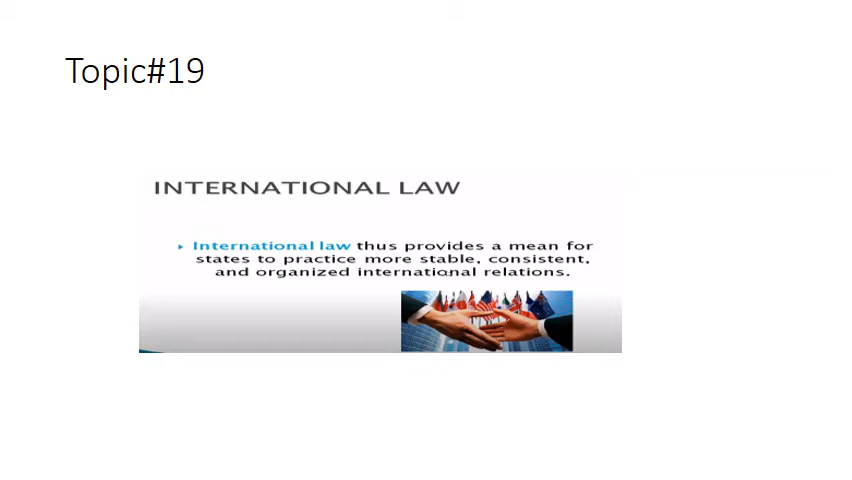 Topic#19
INTERNATIONAL LAW
▸ International law thus provides a mean for
states to practice more stable, consistent,
and organized international relations.